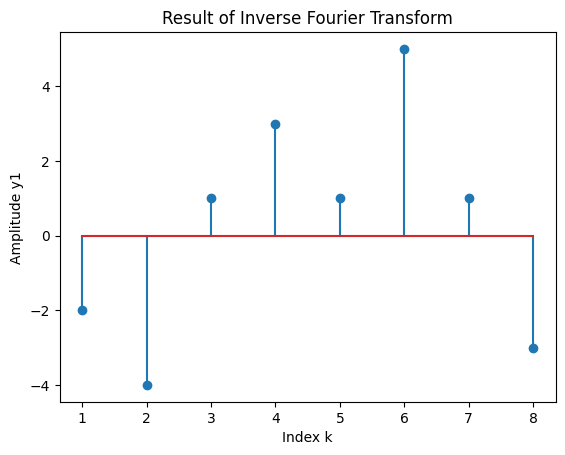 Result of Inverse Fourier Transform
4
2
0
−2
−4
Amplitude y1
1 2 3 4 5 6 7 8
Index k